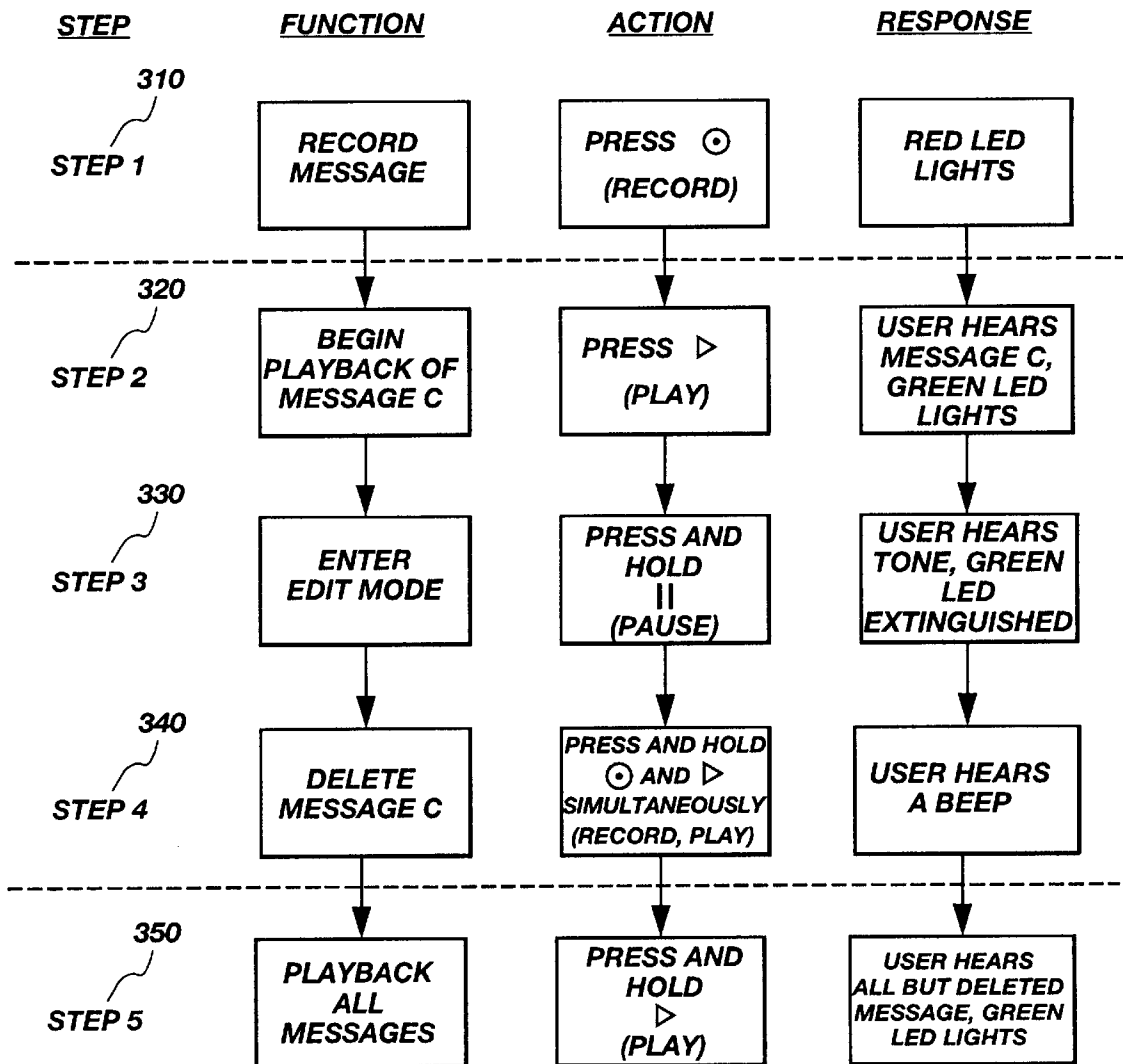 STEP FUNCTION ACTION RESPONSE
310
STEP 1
RECORD
MESSAGE
PRESS
(RECORD)
RED LED
LIGHTS
320
STEP 2
BEGIN
PLAYBACK OF
MESSAGE C
PRESS
(PLAY)
USER HEARS
MESSAGE C,
GREEN LED
LIGHTS
330
STEP 3
ENTER
EDIT MODE
PRESS AND
HOLD
(PAUSE)
USER HEARS
TONE, GREEN
LED
EXTINGUISHED
340
STEP 4
DELETE
MESSAGE C
PRESS AND HOLD
AND
SIMULTANEOUSLY
(RECORD, PLAY)
USER HEARS
A BEEP
350
STEP 5
PLAYBACK
ALL
MESSAGES
PRESS AND
HOLD
(PLAY)
USER HEARS
ALL BUT DELETED
MESSAGE, GREEN
LED LIGHTS